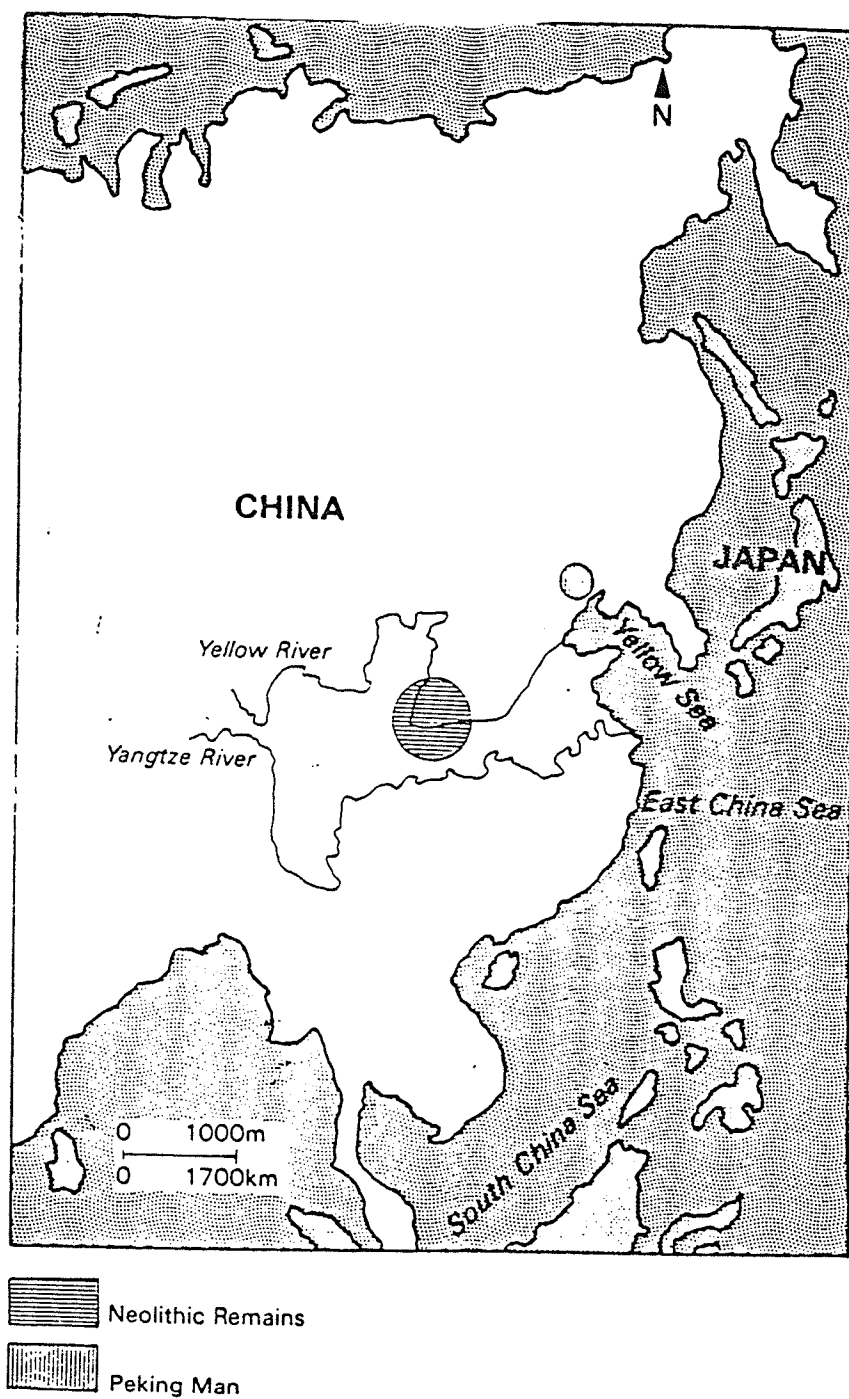 N
CHINA
JAPAN
Yellow River
Yellow Sea
Yangtze River
East China Sea
0 1000m
0 1700km
South China Sea
Neolithic Remains
Peking Man